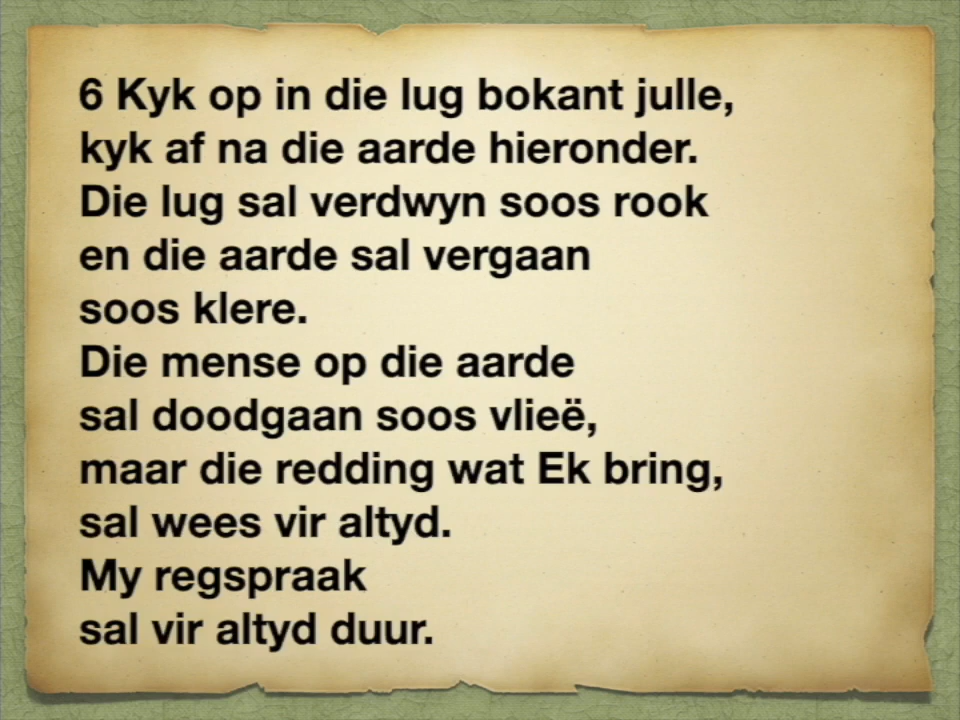 6 Kyk op in die lug bokant julle,
kyk af na die aarde hieronder.
Die lug sal verdwyn soos rook
en die aarde sal vergaan
soos klere.
Die mense op die aarde
sal doodgaan soos vlieë,
maar die redding wat Ek bring,
sal wees vir altyd.
My regspraak
sal vir altyd duur.